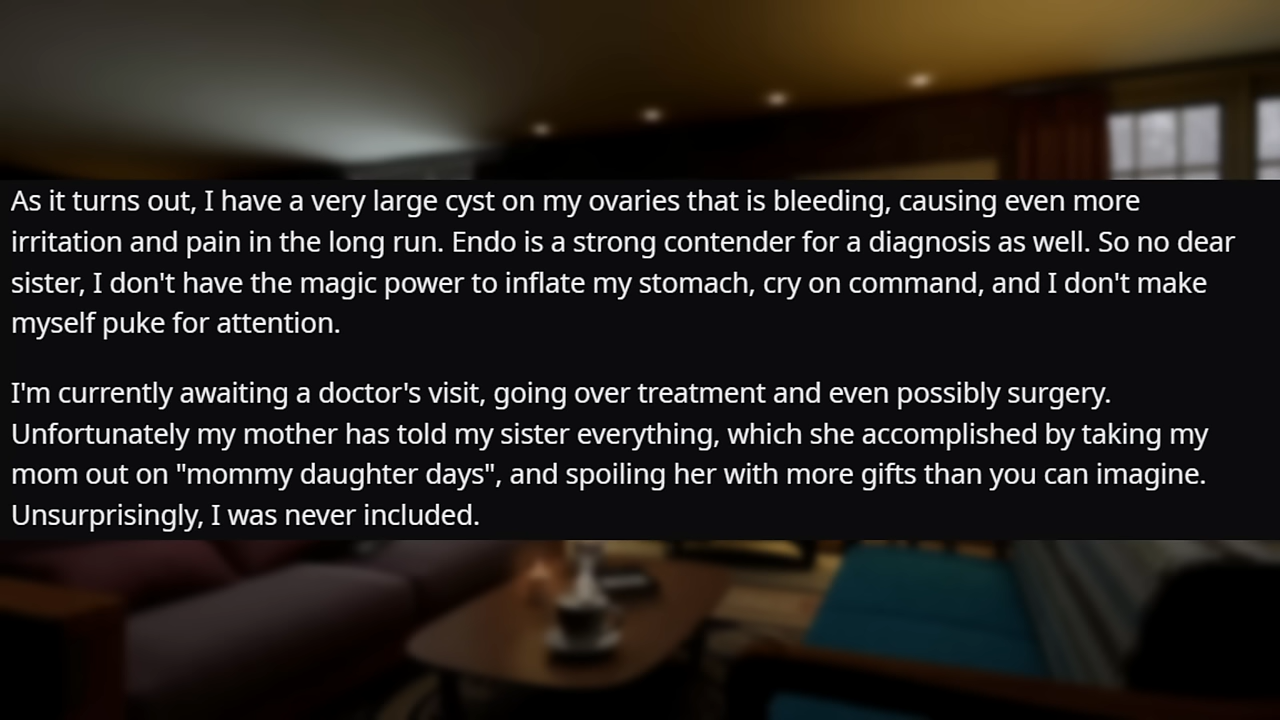 As it turns out, I have a very large cyst on my ovaries that is bleeding, causing even more
irritation and pain in the long run. Endo is a strong contender for a diagnosis as well. So no dear
sister, I don't have the magic power to inflate my stomach, cry on command, and I don't make
myself puke for attention.
I'm currently awaiting a doctor's visit, going over treatment and even possibly surgery.
Unfortunately my mother has told my sister everything, which she accomplished by taking my
mom out on "mommy daughter days", and spoiling her with more gifts than you can imagine.
Unsurprisingly, I was never included.